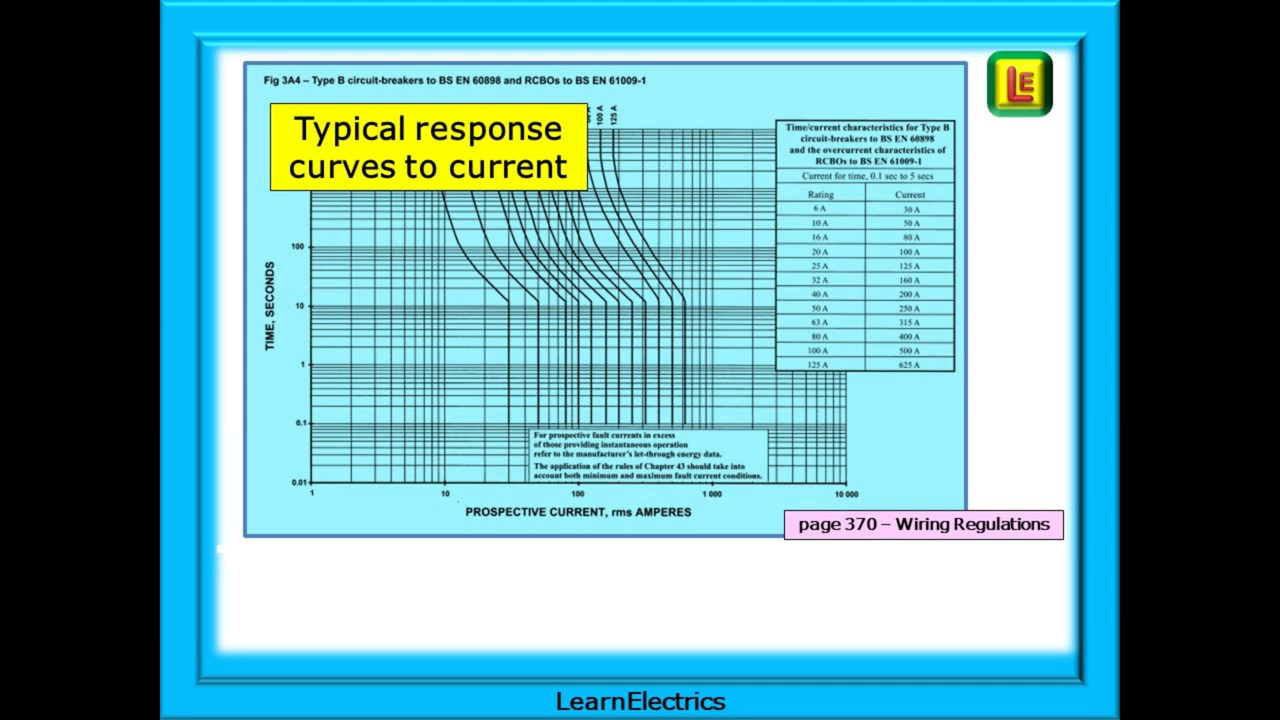 Fig 3A4 – Type B circuit-breakers to BS EN 60898 and RCBOs to BS EN 61009-1
LE
Typical response
curves to current
100 A
125 A
Time/current characteristics for Type B
circuit-breakers to BS EN 60898
and the overcurrent characteristics of
RCBOs to BS EN 61009-1
Current for time, 0.1 sec to 5 secs
Rating Current
6 A 30 A
10 A 50 A
16 A 80 A
20 A 100 A
25 A 125 A
32 A 160 A
40 A 200 A
50 A 250 A
63 A 315 A
80 A 400 A
100 A 500 A
125 A 625 A
TIME, SECONDS
100
10
1
0.1
0.01
For prospective fault currents in excess
of those providing instantaneous operation
refer to the manufacturer's let-through energy data.
The application of the rules of Chapter 43 should take into
account both minimum and maximum fault current conditions.
1 10 100 1 000 10 000
PROSPECTIVE CURRENT, rms AMPERES
page 370 – Wiring Regulations
LearnElectrics